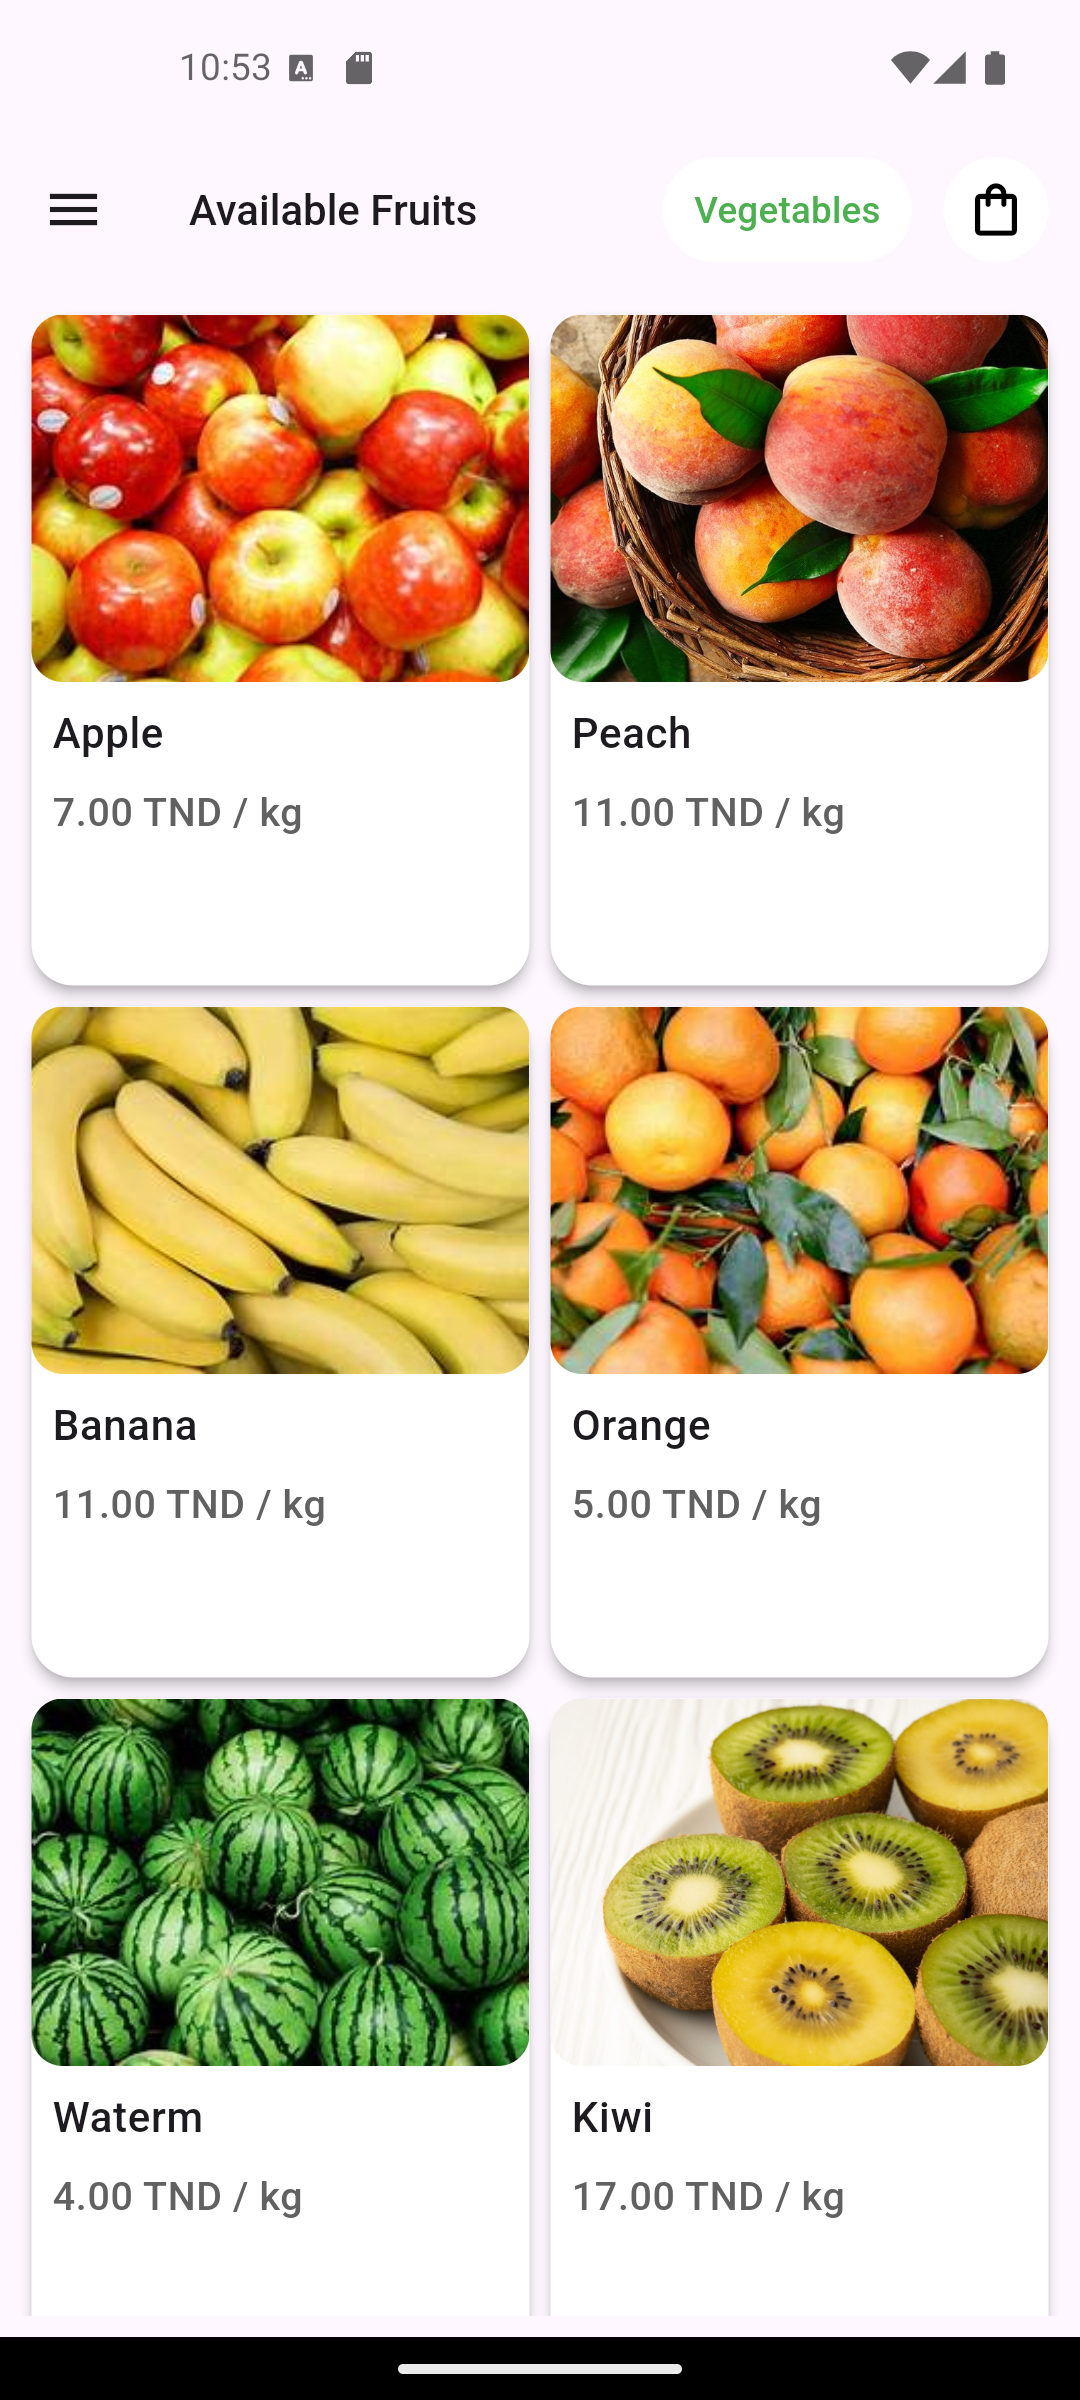 10:53
Available Fruits
Vegetables
Apple
7.00 TND / kg
Peach
11.00 TND / kg
Banana
11.00 TND / kg
Orange
5.00 TND / kg
Waterm
4.00 TND / kg
Kiwi
17.00 TND / kg